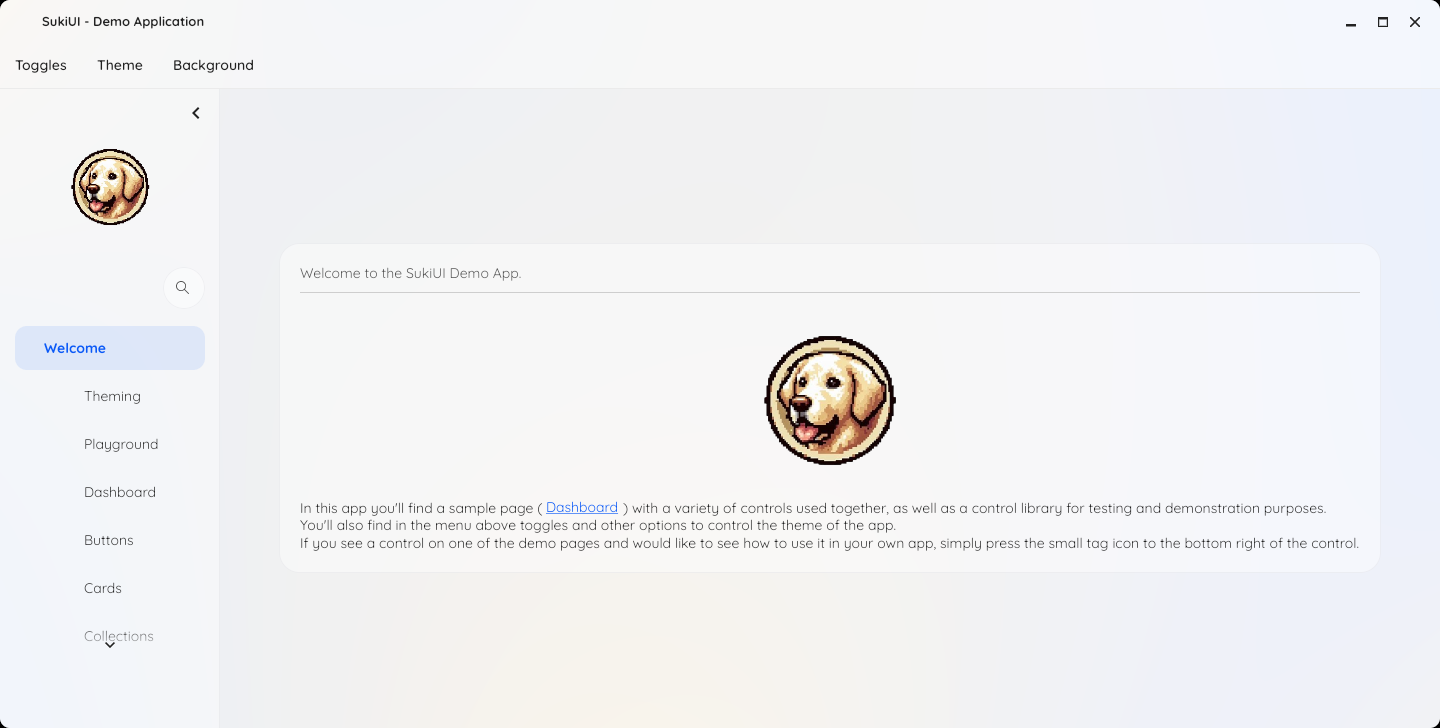 SukiUI - Demo Application
Toggles Theme Background
Welcome
Theming
Playground
Dashboard
Buttons
Cards
Collections
Welcome to the SukiUI Demo App.
In this app you'll find a sample page ( Dashboard ) with a variety of controls used together, as well as a control library for testing and demonstration purposes.
You'll also find in the menu above toggles and other options to control the theme of the app.
If you see a control on one of the demo pages and would like to see how to use it in your own app, simply press the small tag icon to the bottom right of the control.